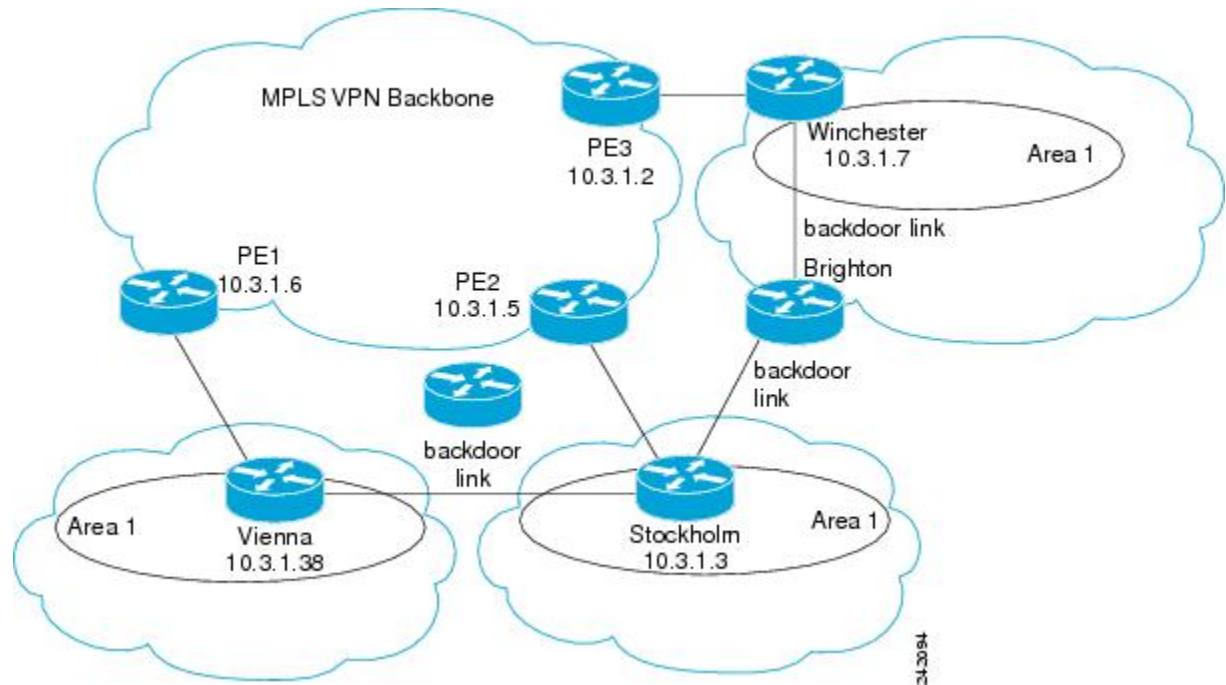 MPLS VPN Backbone
PE3
10.3.1.2
Winchester
10.3.1.7
Area 1
backdoor link
Brighton
PE1
10.3.1.6
PE2
10.3.1.5
backdoor
link
backdoor
link
Area 1
Vienna
10.3.1.38
Stockholm
10.3.1.3
Area 1